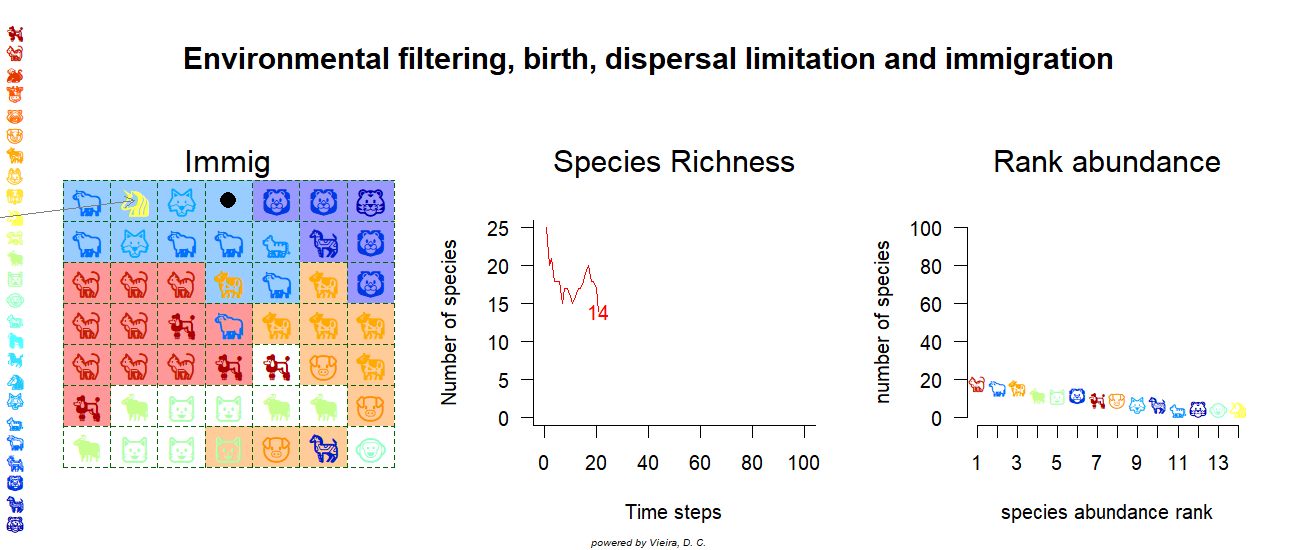 Environmental filtering, birth, dispersal limitation and immigration
Immig
Species Richness
Rank abundance
Number of species
25
20
15
10
5
0
14
0 20 40 60 80 100
Time steps
number of species
100
80
60
40
20
0
1 3 5 7 9 11 13
species abundance rank
powered by Vieira, D. C.